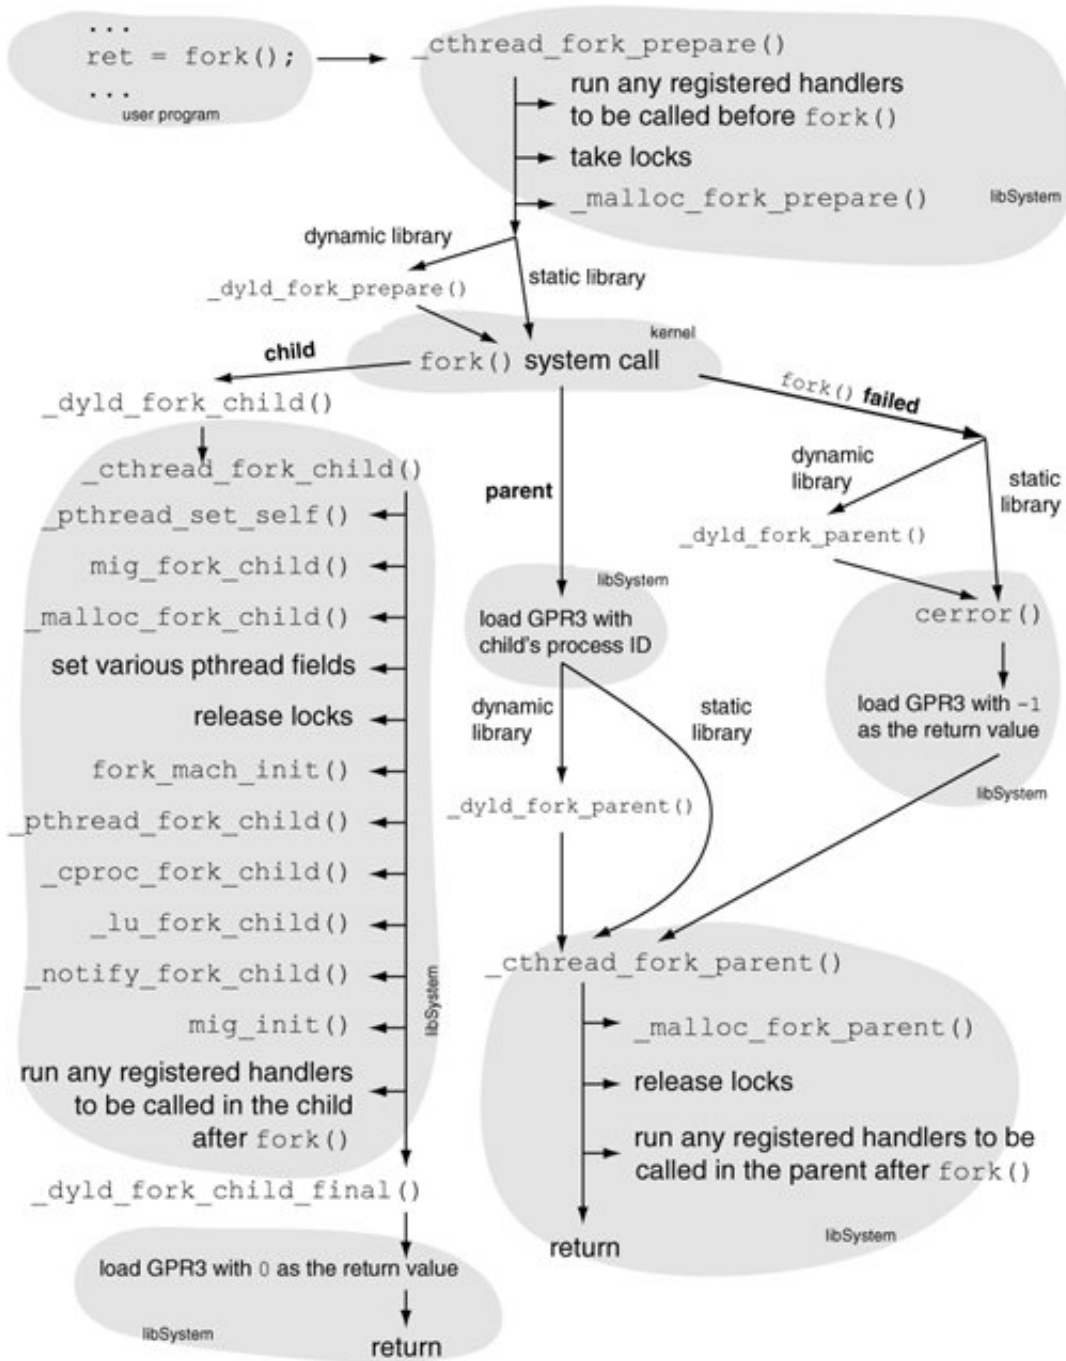 ...
ret = fork();
...
user program
_cthread_fork_prepare()
run any registered handlers
to be called before fork()
take locks
_malloc_fork_prepare()
libSystem
dynamic library
static library
_dyld_fork_prepare()
kernel
fork() system call
child
_dyld_fork_child()
_cthread_fork_child()
_pthread_set_self()
mig_fork_child()
_malloc_fork_child()
set various pthread fields
release locks
fork_mach_init()
_pthread_fork_child()
_cproc_fork_child()
_lu_fork_child()
_notify_fork_child()
mig_init()
run any registered handlers
to be called in the child
after fork()
libSystem
_dyld_fork_child_final()
load GPR3 with 0 as the return value
return
libSystem
parent
libSystem
load GPR3 with
child's process ID
dynamic
library
static
library
_dyld_fork_parent()
fork() failed
dynamic
library
static
library
_dyld_fork_parent()
cerror()
load GPR3 with -1
as the return value
libSystem
_cthread_fork_parent()
_malloc_fork_parent()
release locks
run any registered handlers to be
called in the parent after fork()
return
libSystem